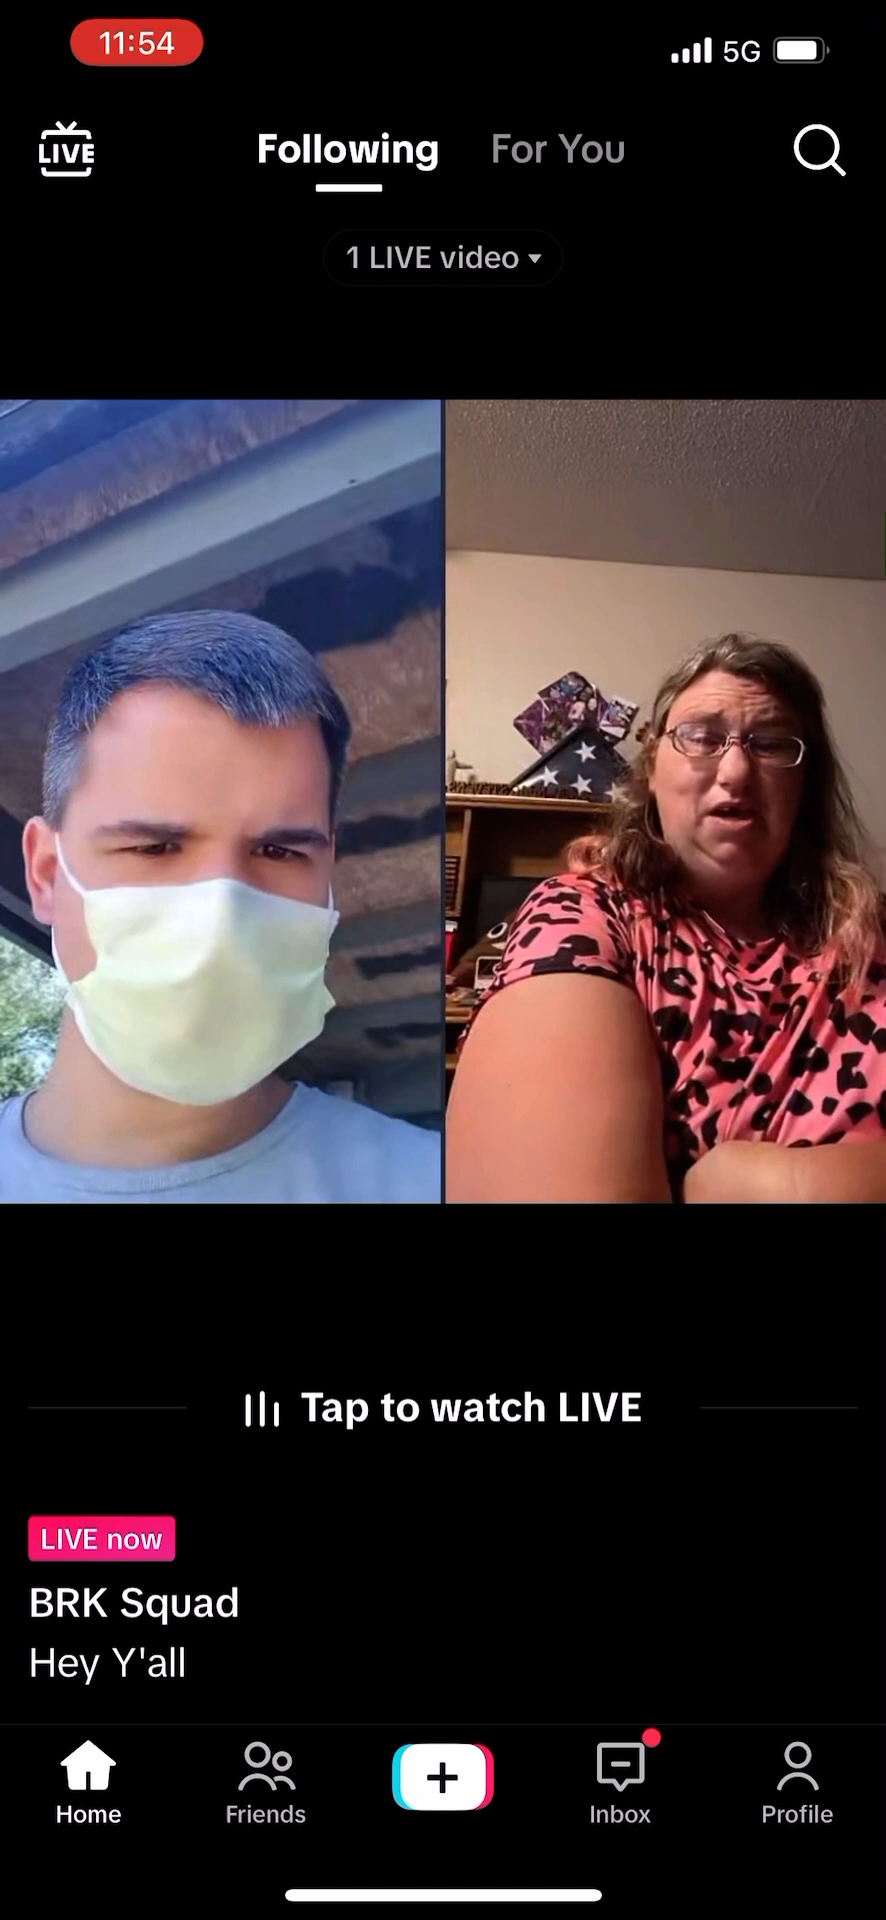 11:54
5G
LIVE
Following
For You
1 LIVE video
Tap to watch LIVE
LIVE now
BRK Squad
Hey Y'all
Home
Friends
Inbox
Profile